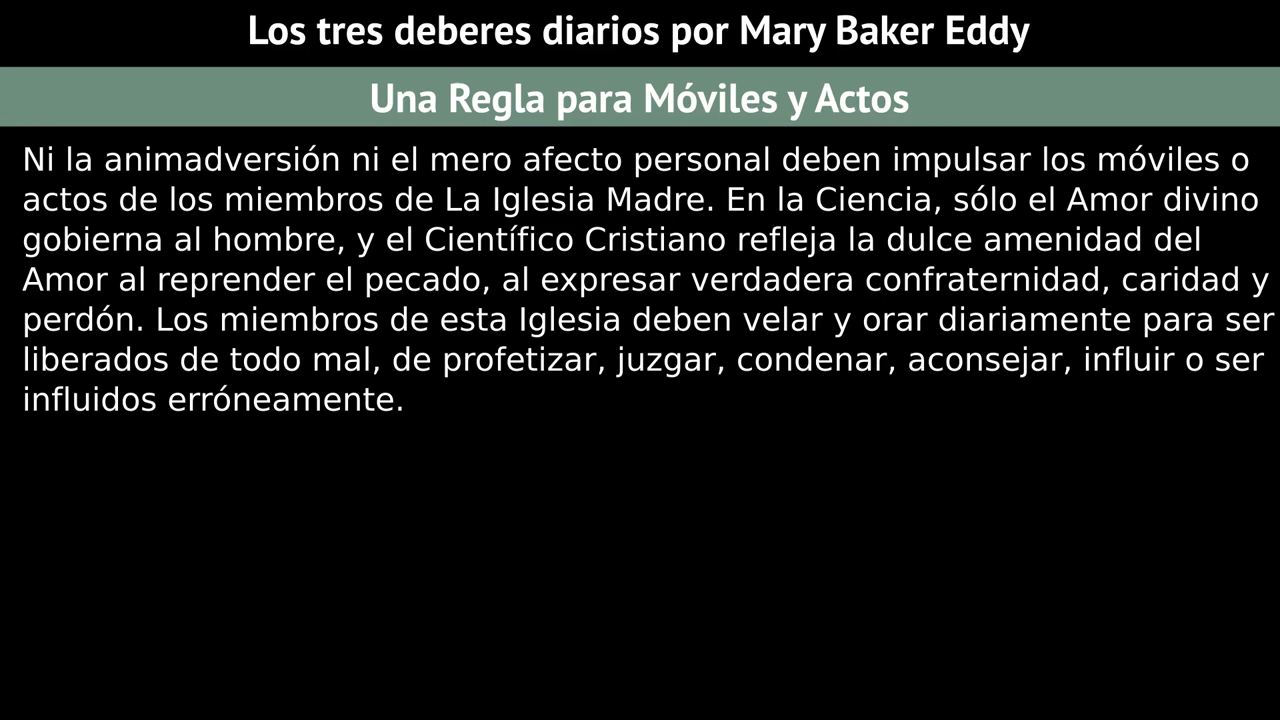 Los tres deberes diarios por Mary Baker Eddy
Una Regla para Móviles y Actos
Ni la animadversión ni el mero afecto personal deben impulsar los móviles o
actos de los miembros de La Iglesia Madre. En la Ciencia, sólo el Amor divino
gobierna al hombre, y el Científico Cristiano refleja la dulce amenidad del
Amor al reprender el pecado, al expresar verdadera confraternidad, caridad y
perdón. Los miembros de esta Iglesia deben velar y orar diariamente para ser
liberados de todo mal, de profetizar, juzgar, condenar, aconsejar, influir o ser
influidos erróneamente.